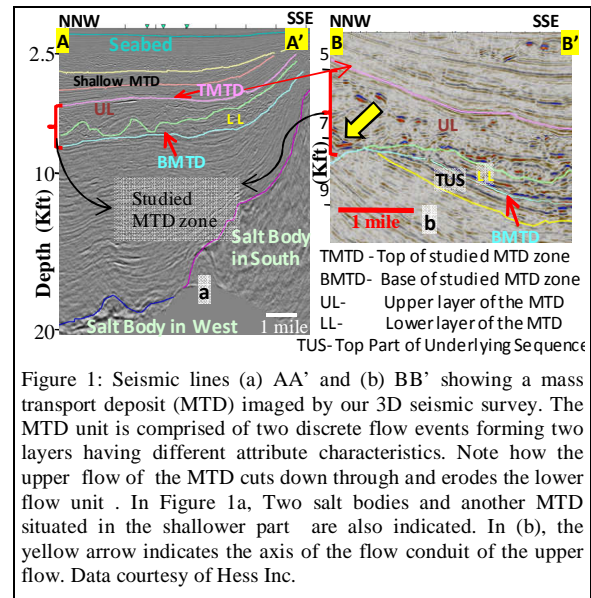 NNW SSE
A A'
2.5
Seabed
Shallow MTD
TMTD
UL
LL
BMTD
10
Depth (Kft)
Studied
MTD zone
Salt Body
in South
a
Salt Body in West
1 mile
20
NNW SSE
B B'
5
UL
7
(Kft)
TUS LL
9
1 mile b
BMTD
TMTD - Top of studied MTD zone
BMTD- Base of studied MTD zone
UL- Upper layer of the MTD
LL- Lower layer of the MTD
TUS- Top Part of Underlying Sequence
Figure 1: Seismic lines (a) AA’ and (b) BB’ showing a mass
transport deposit (MTD) imaged by our 3D seismic survey. The
MTD unit is comprised of two discrete flow events forming two
layers having different attribute characteristics. Note how the
upper flow of the MTD cuts down through and erodes the lower
flow unit . In Figure 1a, Two salt bodies and another MTD
situated in the shallower part are also indicated. In (b), the
yellow arrow indicates the axis of the flow conduit of the upper
flow. Data courtesy of Hess Inc.